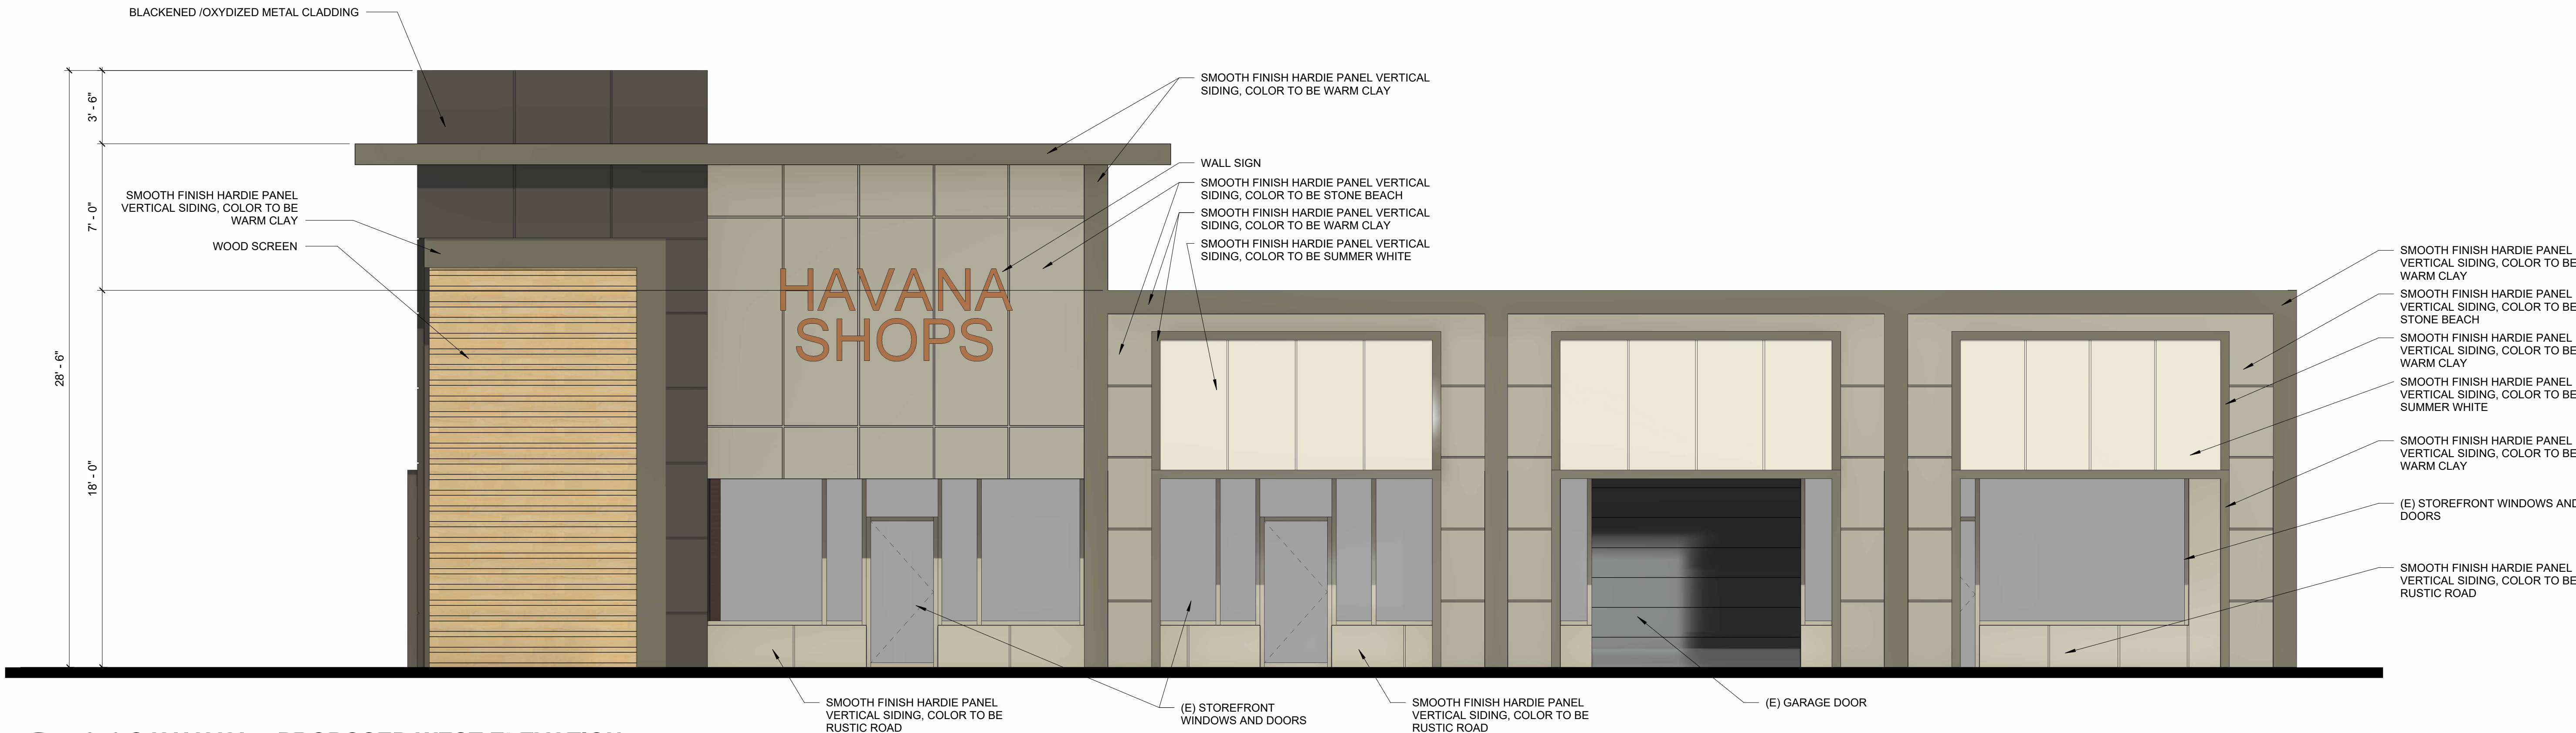 BLACKENED /OXYDIZED METAL CLADDING
3' - 6"
7' - 0"
28' - 6"
18' - 0"
SMOOTH FINISH HARDIE PANEL
VERTICAL SIDING, COLOR TO BE
WARM CLAY
WOOD SCREEN
HAVANA
SHOPS
SMOOTH FINISH HARDIE PANEL VERTICAL
SIDING, COLOR TO BE WARM CLAY
WALL SIGN
SMOOTH FINISH HARDIE PANEL VERTICAL
SIDING, COLOR TO BE STONE BEACH
SMOOTH FINISH HARDIE PANEL VERTICAL
SIDING, COLOR TO BE WARM CLAY
SMOOTH FINISH HARDIE PANEL VERTICAL
SIDING, COLOR TO BE SUMMER WHITE
SMOOTH FINISH HARDIE PANEL
VERTICAL SIDING, COLOR TO BE
WARM CLAY
SMOOTH FINISH HARDIE PANEL
VERTICAL SIDING, COLOR TO BE
STONE BEACH
SMOOTH FINISH HARDIE PANEL
VERTICAL SIDING, COLOR TO BE
WARM CLAY
SMOOTH FINISH HARDIE PANEL
VERTICAL SIDING, COLOR TO BE
SUMMER WHITE
SMOOTH FINISH HARDIE PANEL
VERTICAL SIDING, COLOR TO BE
WARM CLAY
(E) STOREFRONT WINDOWS AND
DOORS
SMOOTH FINISH HARDIE PANEL
VERTICAL SIDING, COLOR TO BE
RUSTIC ROAD
SMOOTH FINISH HARDIE PANEL
VERTICAL SIDING, COLOR TO BE
RUSTIC ROAD
(E) STOREFRONT
WINDOWS AND DOORS
SMOOTH FINISH HARDIE PANEL
VERTICAL SIDING, COLOR TO BE
RUSTIC ROAD
(E) GARAGE DOOR
PROPOSED WEST ELEVATION